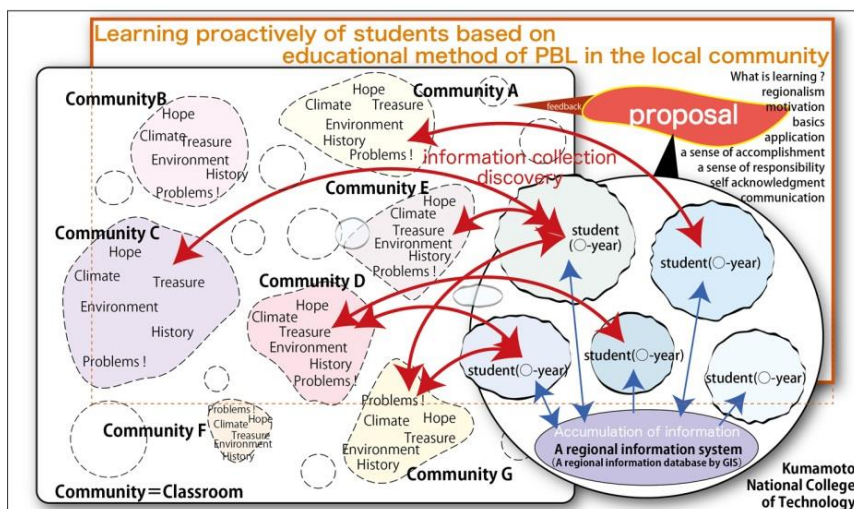 Learning proactively of students based on
educational method of PBL in the local community
Community A
Hope
Climate Treasure
Environment
History
Problems !
CommunityB
Hope
Climate
Treasure
Environment
History
Problems !
feedback
proposal
What is learning ?
regionalism
motivation
basics
application
a sense of accomplishment
a sense of responsibility
self acknowledgment
communication
information collection
discovery
Community E
Hope
Climate
Treasure
Environment
History
Problems !
Community C
Hope
Climate
Treasure
Environment
History
Problems !
Community D
Hope
Climate
Treasure
Environment
History
Problems !
student
(○-year)
student(○-year)
student(○-year)
student(○-year)
student(○-year)
Community F
Problems !
Hope
Climate
Treasure
Environment
History
Problems !
Climate Hope
Treasure
Environment
History
Community G
Accumulation of information
A regional information system
(A regional information database by GIS)
Community=Classroom
Kumamoto
National College
of Technology